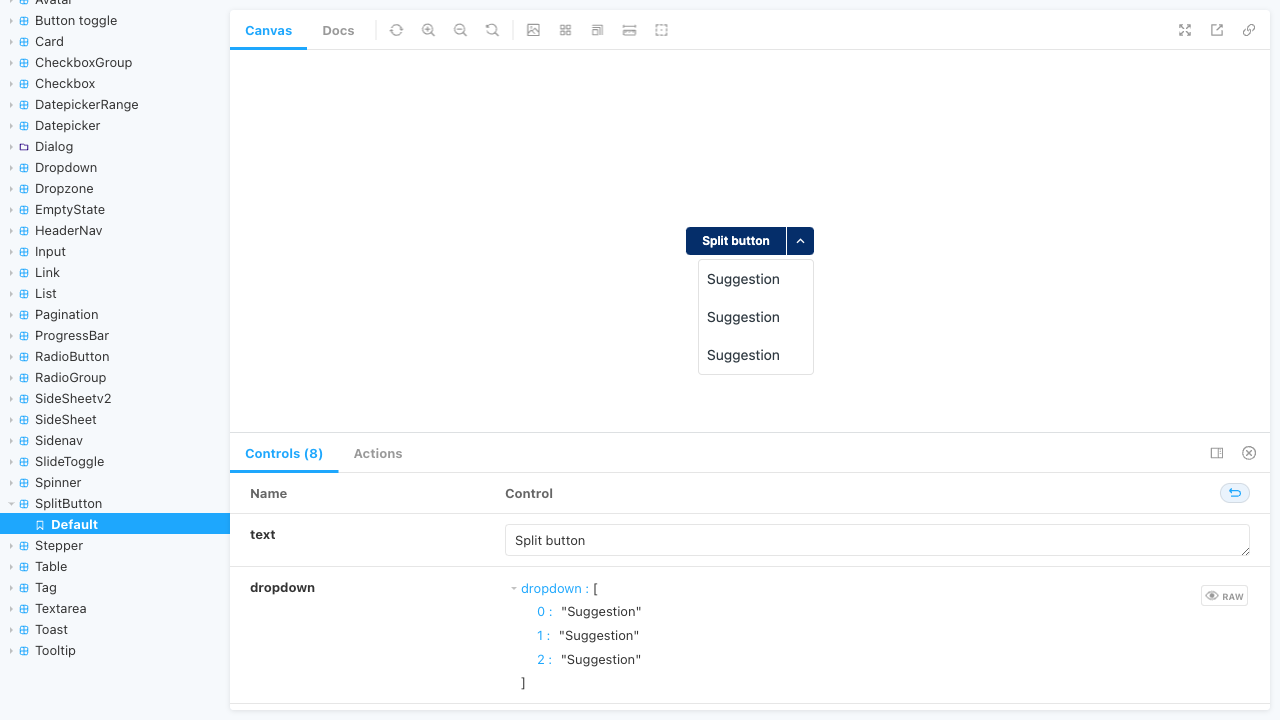 Avatar
Button toggle
Card
CheckboxGroup
Checkbox
DatepickerRange
Datepicker
Dialog
Dropdown
Dropzone
EmptyState
HeaderNav
Input
Link
List
Pagination
ProgressBar
RadioButton
RadioGroup
SideSheetv2
SideSheet
Sidenav
SlideToggle
Spinner
SplitButton
Default
Stepper
Table
Tag
Textarea
Toast
Tooltip
Canvas Docs
Split button
Suggestion
Suggestion
Suggestion
Controls (8) Actions
Name Control
text Split button
dropdown dropdown : [
RAW
0 : "Suggestion"
1 : "Suggestion"
2 : "Suggestion"
]